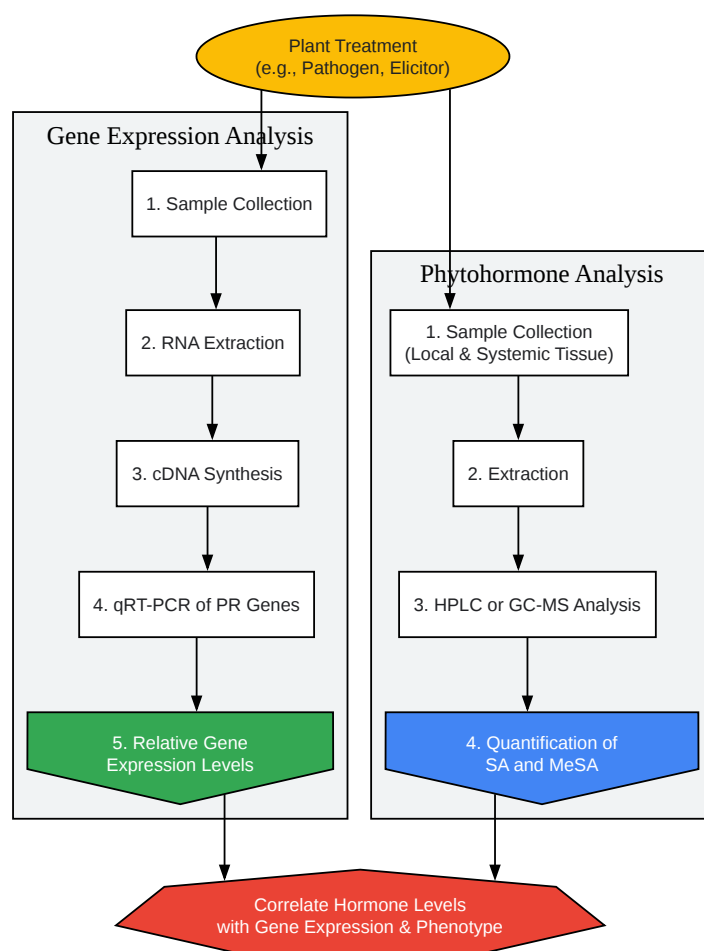 Plant Treatment
(e.g., Pathogen, Elicitor)
Gene Expression Analysis
1. Sample Collection
2. RNA Extraction
3. cDNA Synthesis
4. qRT-PCR of PR Genes
5. Relative Gene
Expression Levels
Phytohormone Analysis
1. Sample Collection
(Local & Systemic Tissue)
2. Extraction
3. HPLC or GC-MS Analysis
4. Quantification of
SA and MeSA
Correlate Hormone Levels
with Gene Expression & Phenotype